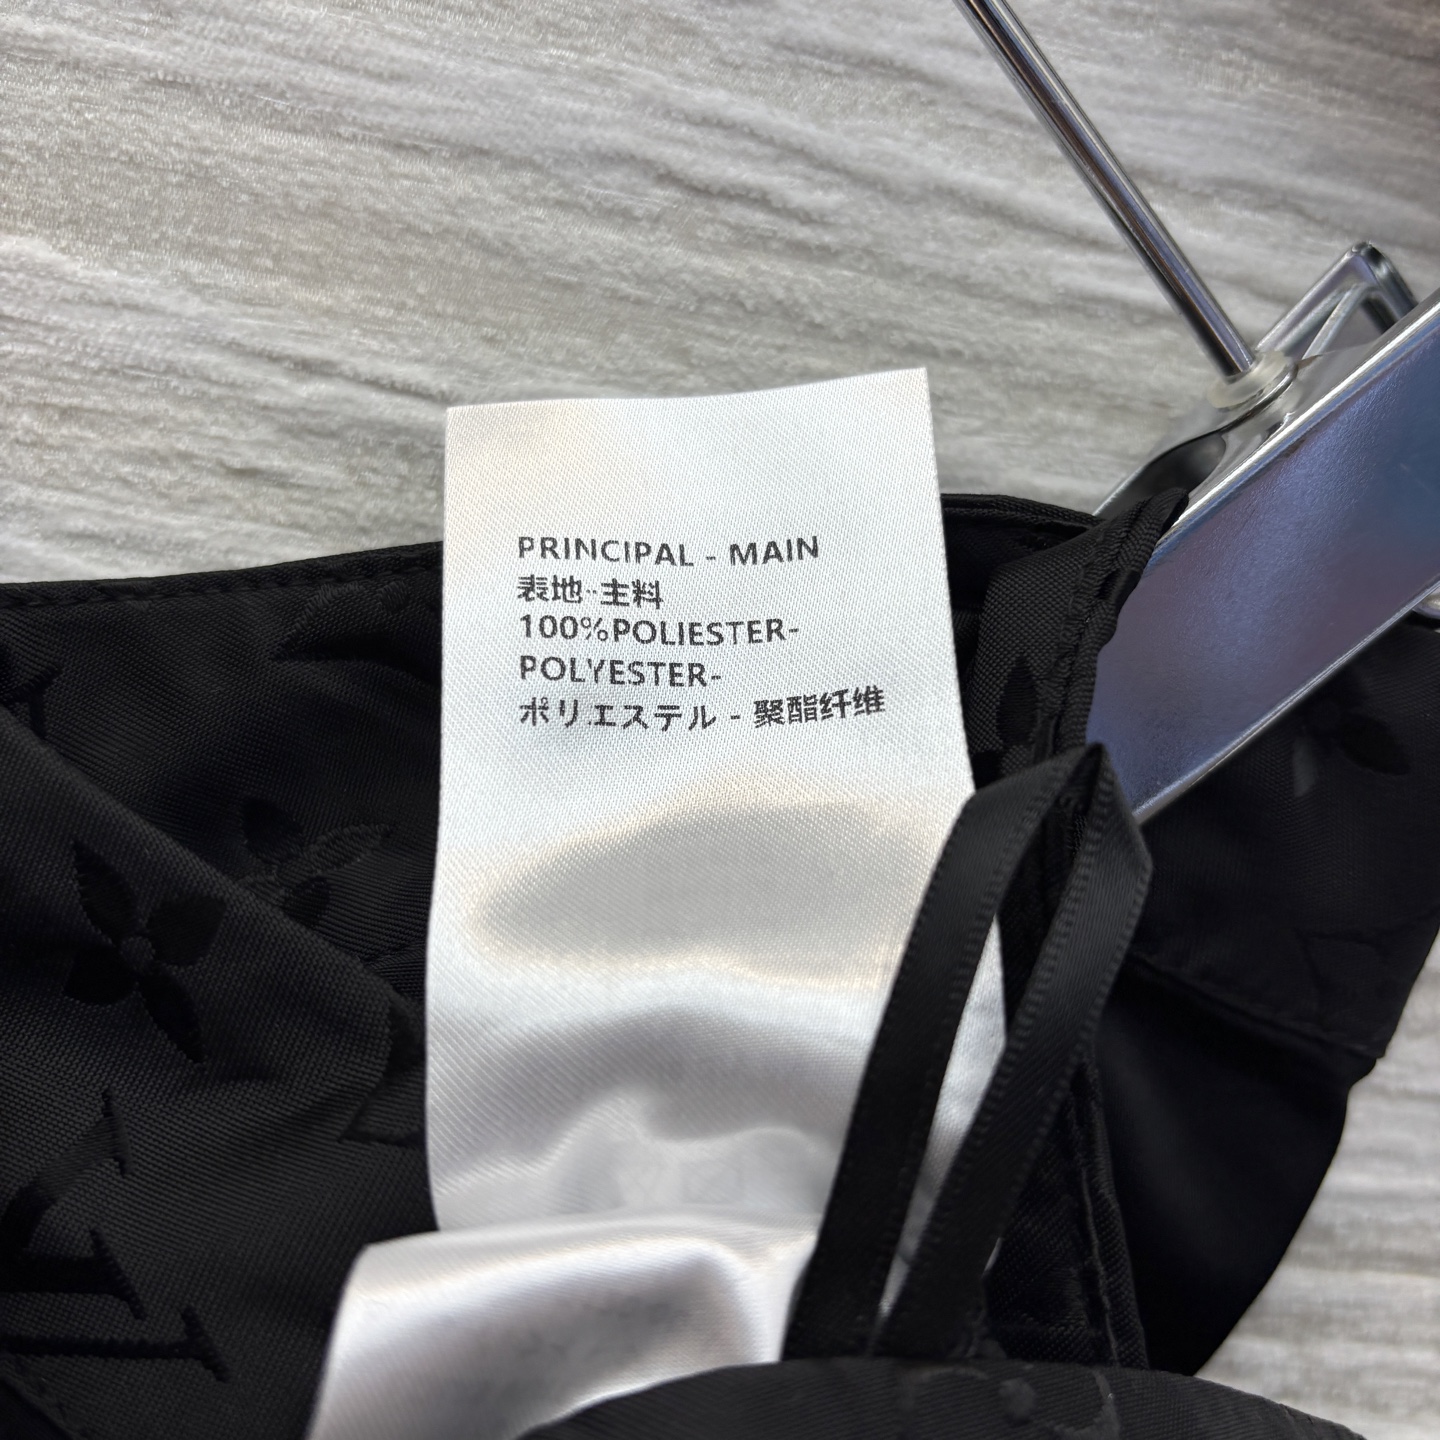 PRINCIPAL - MAIN
表地--主料
100%POLIESTER-
POLYESTER-
ポリエステル - 聚酯纤维